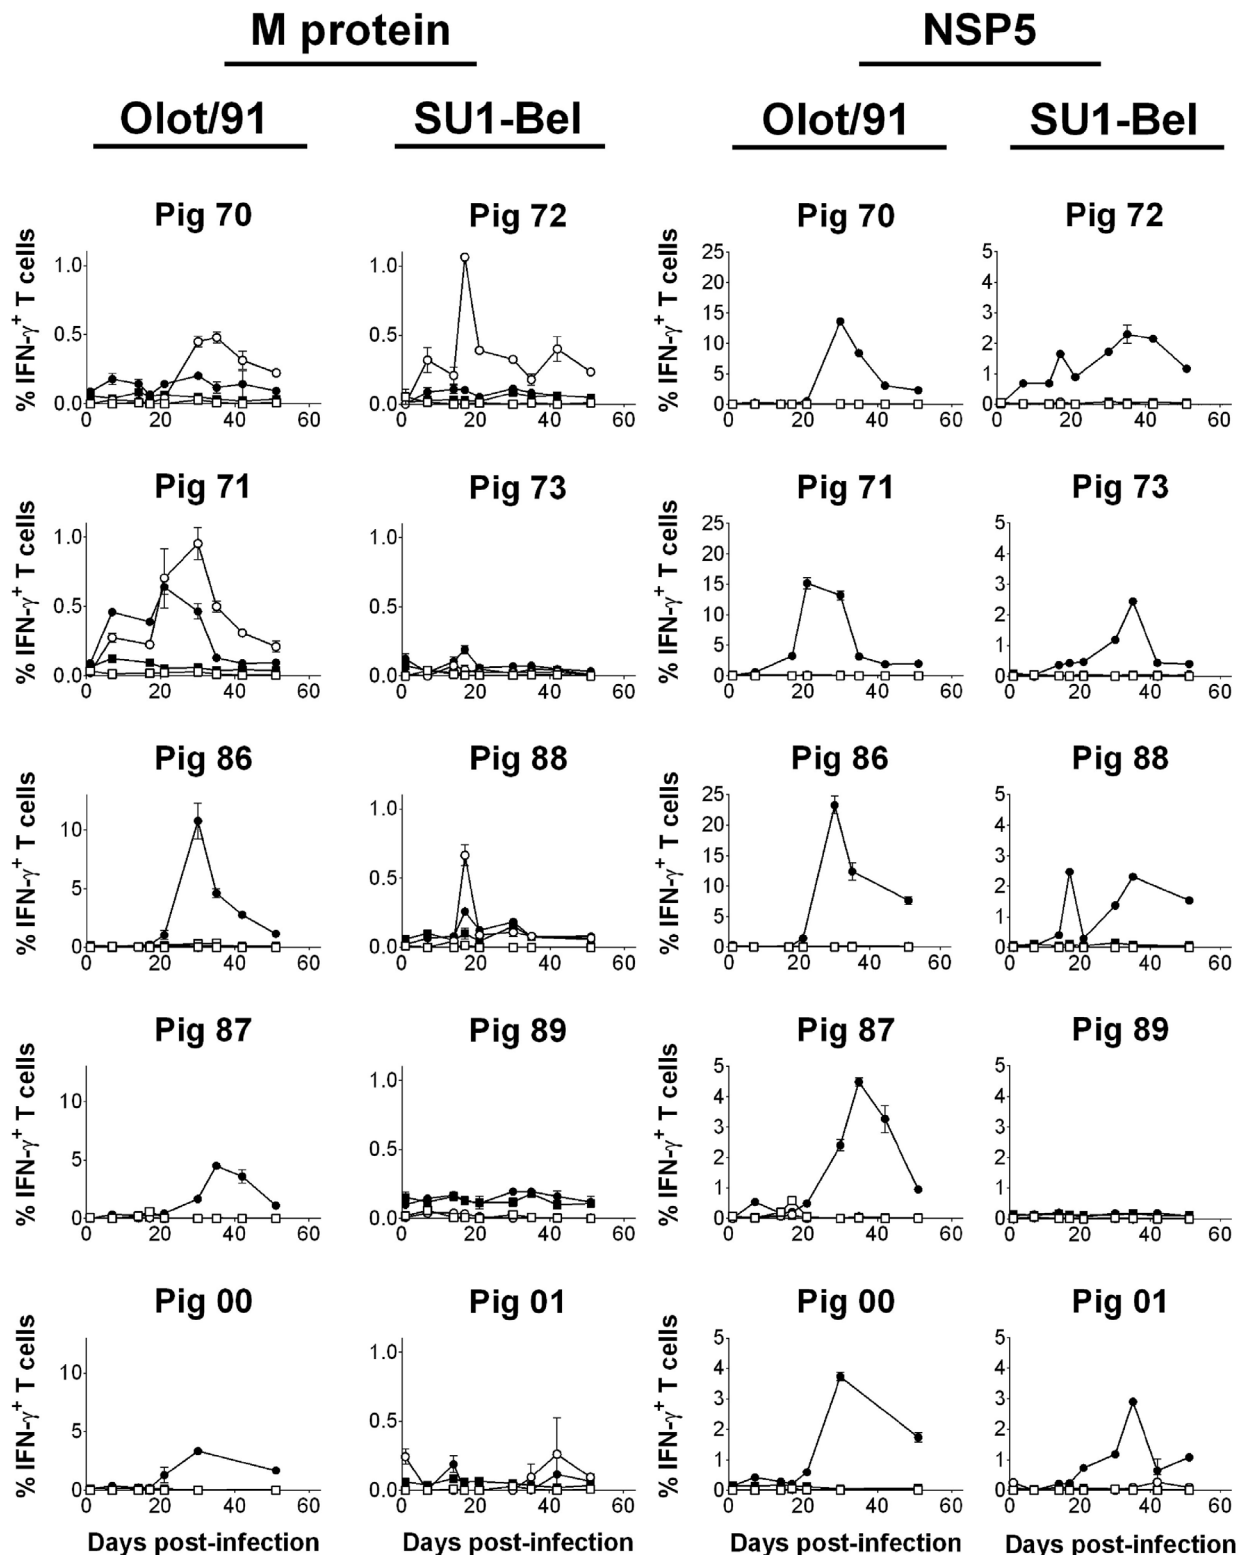 M protein NSP5
Olot/91 SU1-Bel Olot/91 SU1-Bel
Pig 70 Pig 72 Pig 70 Pig 72
% IFN-γ+ T cells % IFN-γ+ T cells
1.0 1.0 25 5
20 4
0.5 0.5 15 3
10 2
5 1
0.0 0.0 0 0
0 20 40 60 0 20 40 60 0 20 40 60 0 20 40 60
Pig 71 Pig 73 Pig 71 Pig 73
% IFN-γ+ T cells % IFN-γ+ T cells
1.0 1.0 25 5
20 4
0.5 0.5 15 3
10 2
5 1
0.0 0.0 0 0
0 20 40 60 0 20 40 60 0 20 40 60 0 20 40 60
Pig 86 Pig 88 Pig 86 Pig 88
% IFN-γ+ T cells % IFN-γ+ T cells
10 1.0 25 5
20 4
5 0.5 15 3
10 2
5 1
0 0.0 0 0
0 20 40 60 0 20 40 60 0 20 40 60 0 20 40 60
Pig 87 Pig 89 Pig 87 Pig 89
% IFN-γ+ T cells % IFN-γ+ T cells
10 1.0 5 5
4 4
5 0.5 3 3
2 2
1 1
0 0.0 0 0
0 20 40 60 0 20 40 60 0 20 40 60 0 20 40 60
Pig 00 Pig 01 Pig 00 Pig 01
% IFN-γ+ T cells % IFN-γ+ T cells
10 1.0 5 5
4 4
5 0.5 3 3
2 2
1 1
0 0.0 0 0
0 20 40 60 0 20 40 60 0 20 40 60 0 20 40 60
Days post-infection Days post-infection Days post-infection Days post-infection